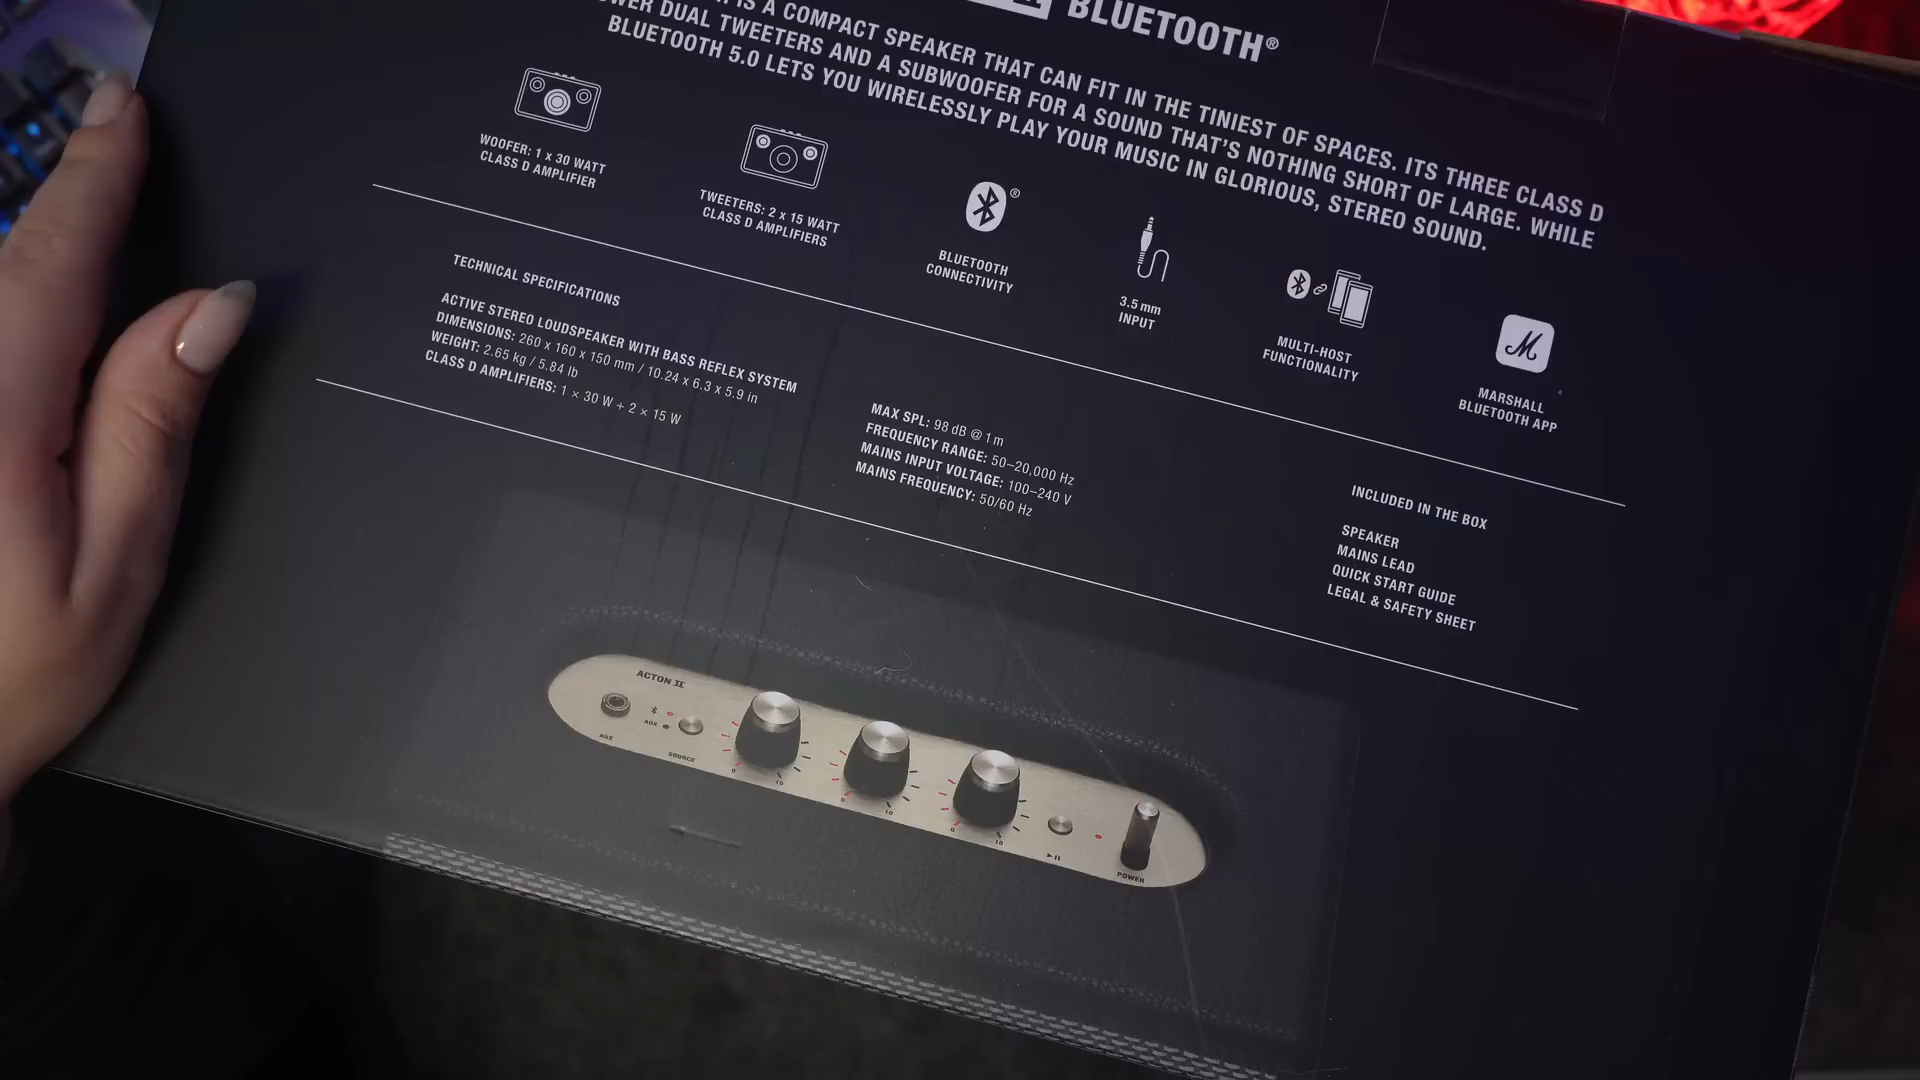 BLUETOOTH®
IS A COMPACT SPEAKER THAT CAN FIT IN THE TINIEST OF SPACES. ITS THREE CLASS D
DUAL TWEETERS AND A SUBWOOFER FOR A SOUND THAT'S NOTHING SHORT OF LARGE. WHILE
BLUETOOTH 5.0 LETS YOU WIRELESSLY PLAY YOUR MUSIC IN GLORIOUS, STEREO SOUND.
WOOFER: 1 x 30 WATT
CLASS D AMPLIFIER
TWEETERS: 2 x 15 WATT
CLASS D AMPLIFIERS
®
BLUETOOTH
CONNECTIVITY
3.5 mm
INPUT
MULTI-HOST
FUNCTIONALITY
M
MARSHALL
BLUETOOTH APP
TECHNICAL SPECIFICATIONS
ACTIVE STEREO LOUDSPEAKER WITH BASS REFLEX SYSTEM
DIMENSIONS: 260 x 160 x 150 mm / 10.24 x 6.3 x 5.9 in
WEIGHT: 2.65 kg / 5.84 lb
CLASS D AMPLIFIERS: 1 × 30 W + 2 × 15 W
MAX SPL: 98 dB @ 1 m
FREQUENCY RANGE: 50–20,000 Hz
MAINS INPUT VOLTAGE: 100–240 V
MAINS FREQUENCY: 50/60 Hz
INCLUDED IN THE BOX
SPEAKER
MAINS LEAD
QUICK START GUIDE
LEGAL & SAFETY SHEET
ACTON II
AUX
AUX
SOURCE
0 10
0 10
0 10
POWER